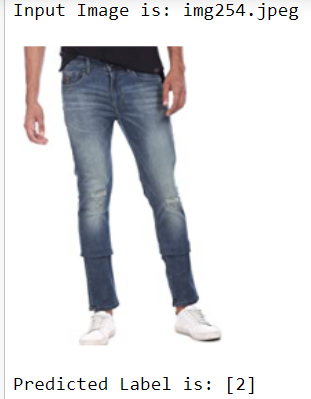 Input Image is: img254.jpeg
Predicted Label is: [2]